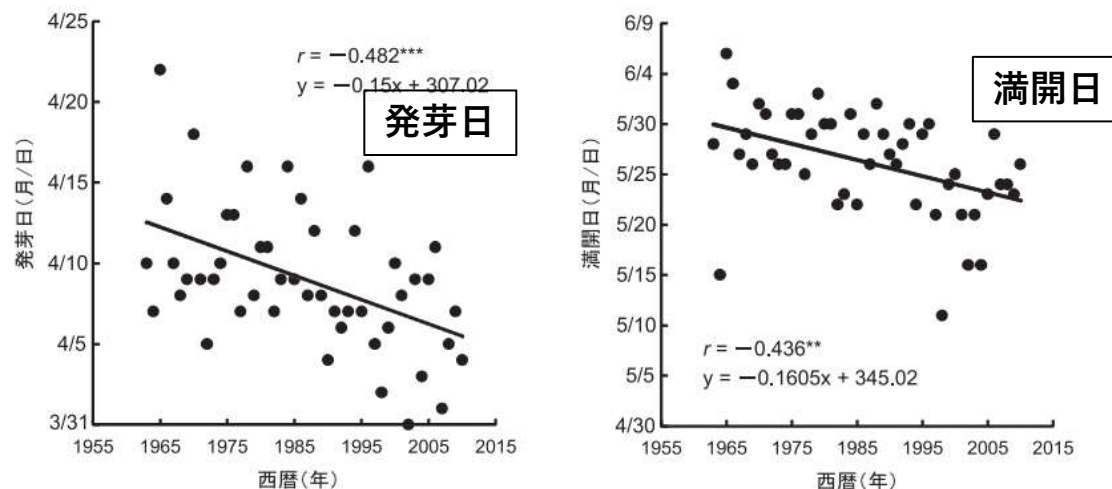 4/25
4/20
4/15
4/10
4/5
3/31
発芽日(月/日)
r = −0.482***
y = −0.15x + 307.02
発芽日
1955 1965 1975 1985 1995 2005 2015
西暦(年)
6/9
6/4
5/30
5/25
5/20
5/15
5/10
5/5
4/30
満開日(月/日)
満開日
r = −0.436**
y = −0.1605x + 345.02
1955 1965 1975 1985 1995 2005 2015
西暦(年)